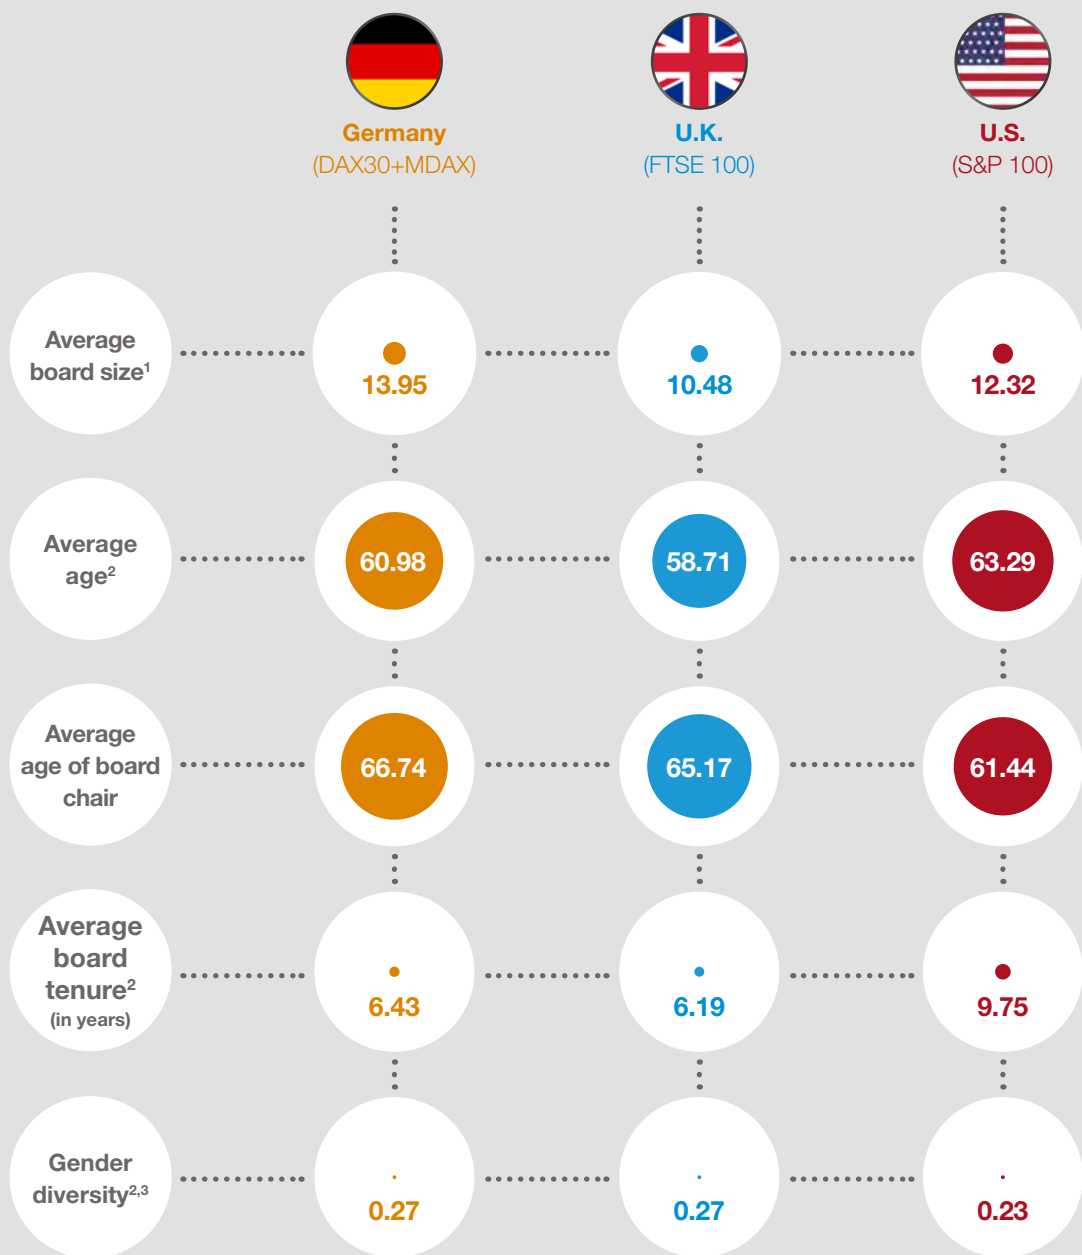 Germany
(DAX30+MDAX)
U.K.
(FTSE 100)
U.S.
(S&P 100)
Average
board size¹
13.95
10.48
12.32
Average
age²
60.98
58.71
63.29
Average
age of board
chair
66.74
65.17
61.44
Average
board
tenure²
(in years)
6.43
6.19
9.75
Gender
diversity²,³
0.27
0.27
0.23